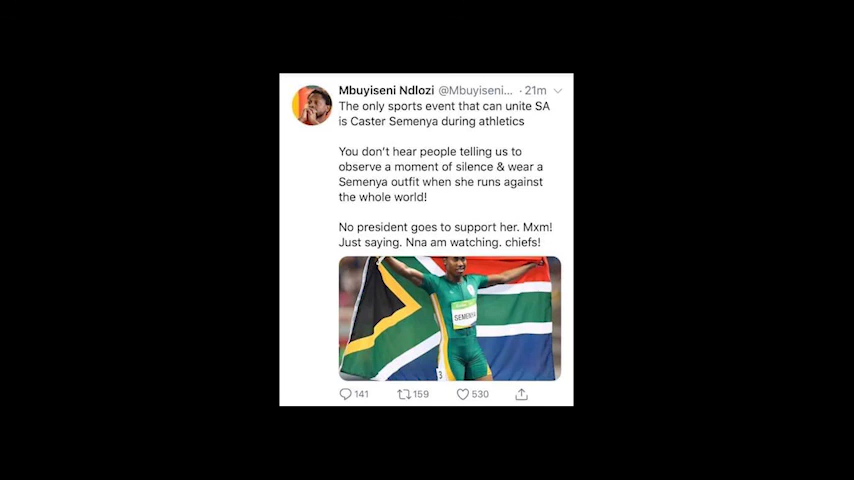 Mbuyiseni Ndlozi @Mbuyiseni... · 21m
The only sports event that can unite SA
is Caster Semenya during athletics
You don't hear people telling us to
observe a moment of silence & wear a
Semenya outfit when she runs against
the whole world!
No president goes to support her. Mxm!
Just saying. Nna am watching. chiefs!
SEMENYA
3
141 159 530